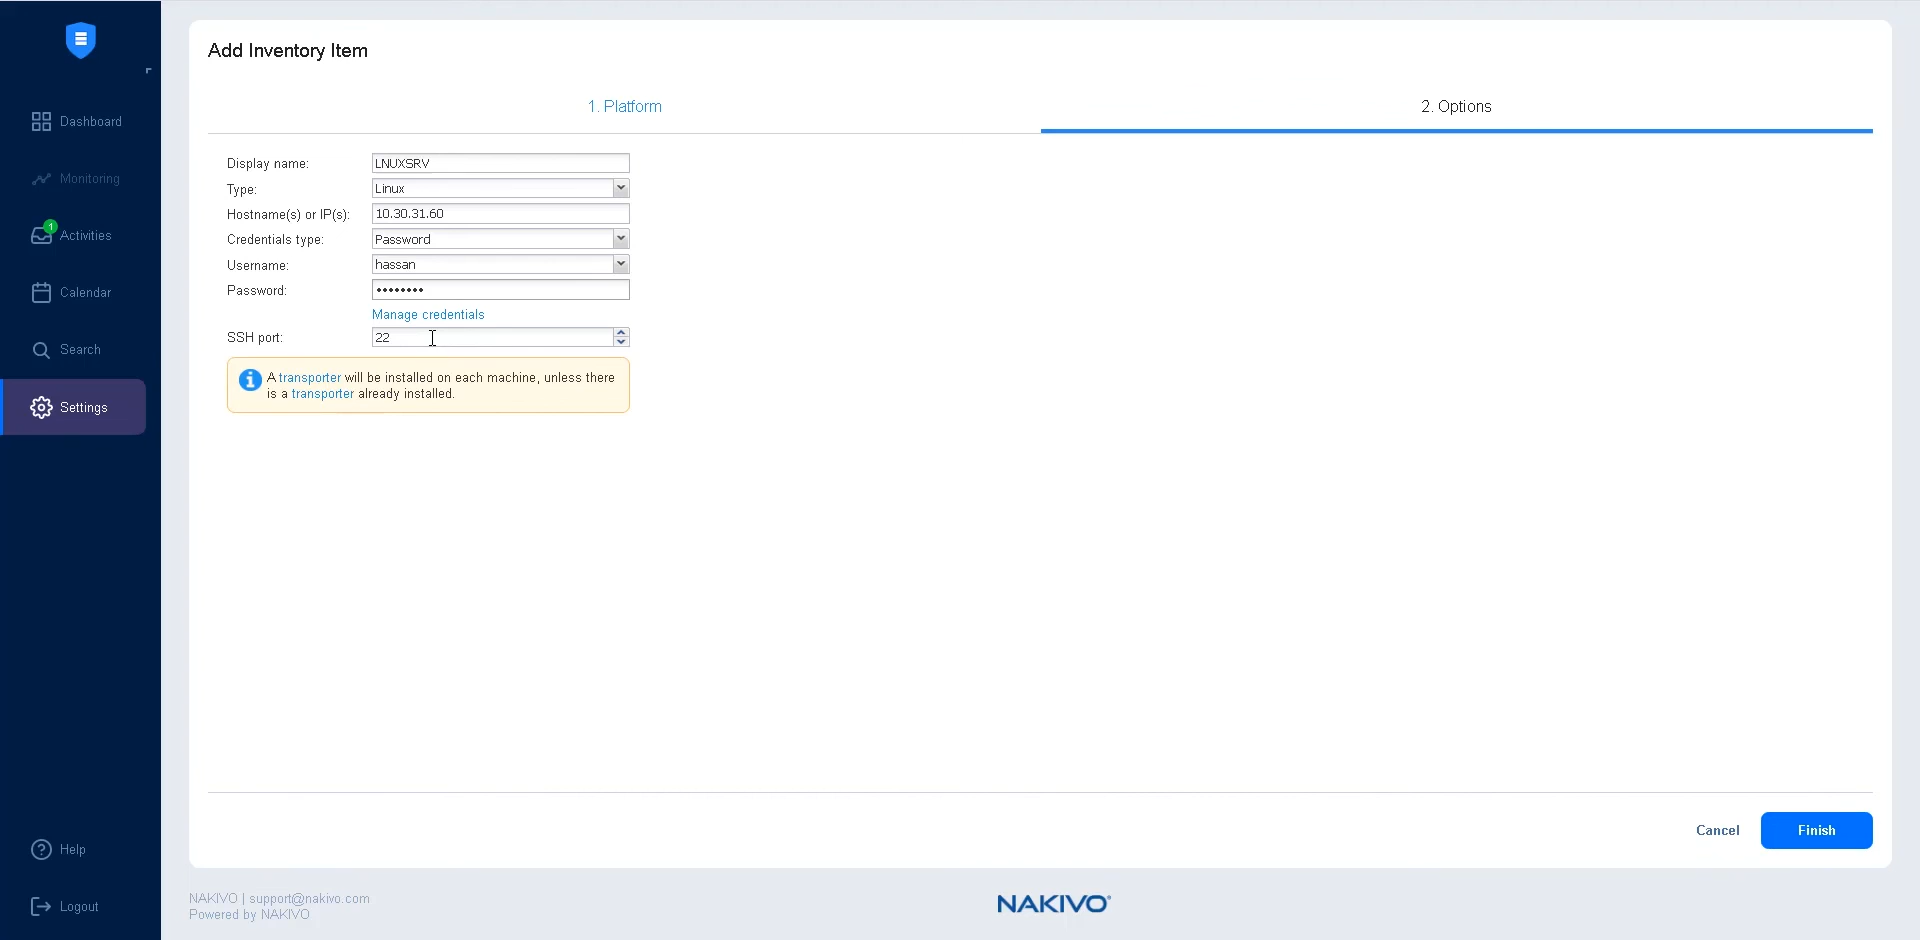 Add Inventory Item
1. Platform
2. Options
Dashboard
Monitoring
1
Activities
Calendar
Search
Settings
Help
Logout
Display name: LNUXSRV
Type: Linux
Hostname(s) or IP(s): 10.30.31.60
Credentials type: Password
Username: hassan
Password: ••••••••
Manage credentials
SSH port: 22
A transporter will be installed on each machine, unless there
is a transporter already installed.
Cancel
Finish
NAKIVO | support@nakivo.com
Powered by NAKIVO
NAKIVO®